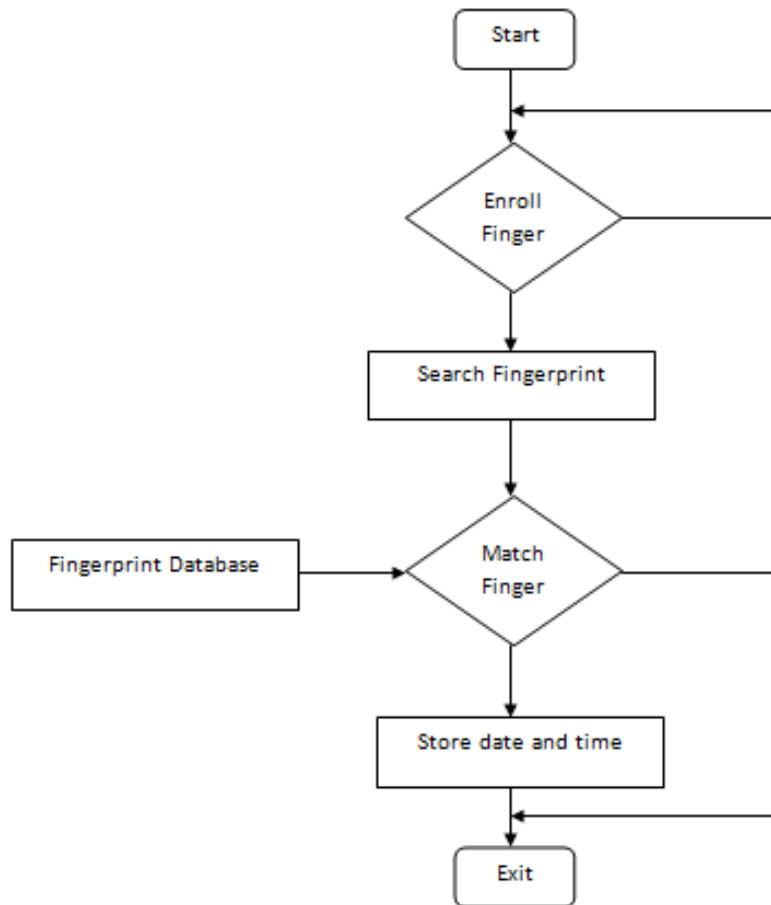 Start
Enroll
Finger
Search Fingerprint
Fingerprint Database
Match
Finger
Store date and time
Exit